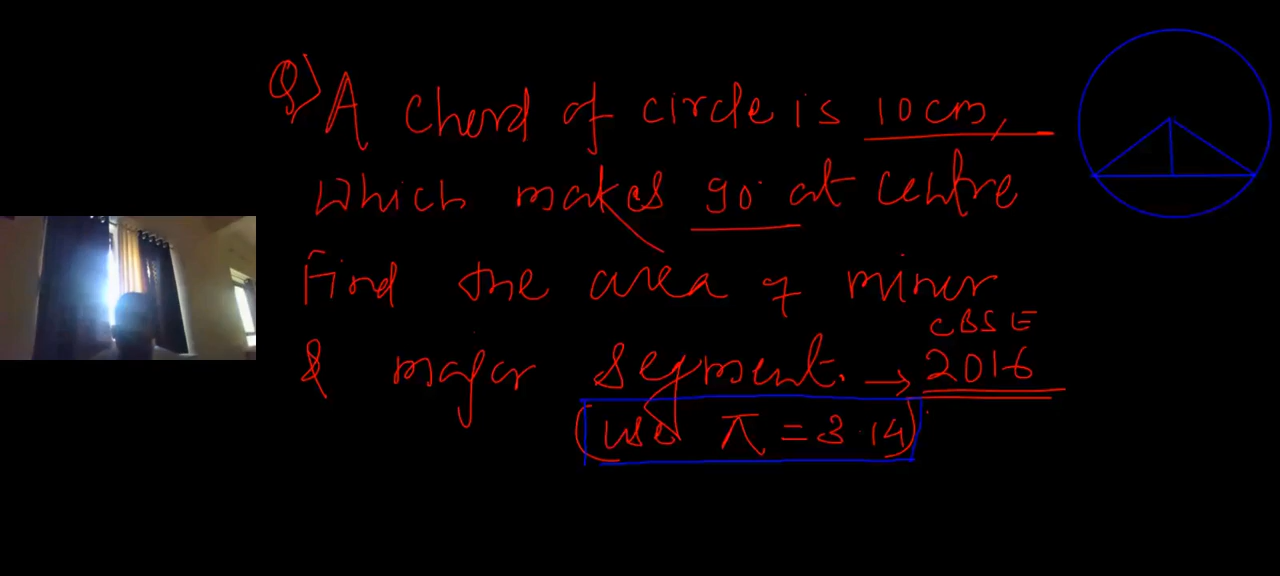 Q) A chord of circle is 10cm,
which makes 90° at centre
Find the area of minor
& major segment. → CBSE 2016
(use π = 3.14)